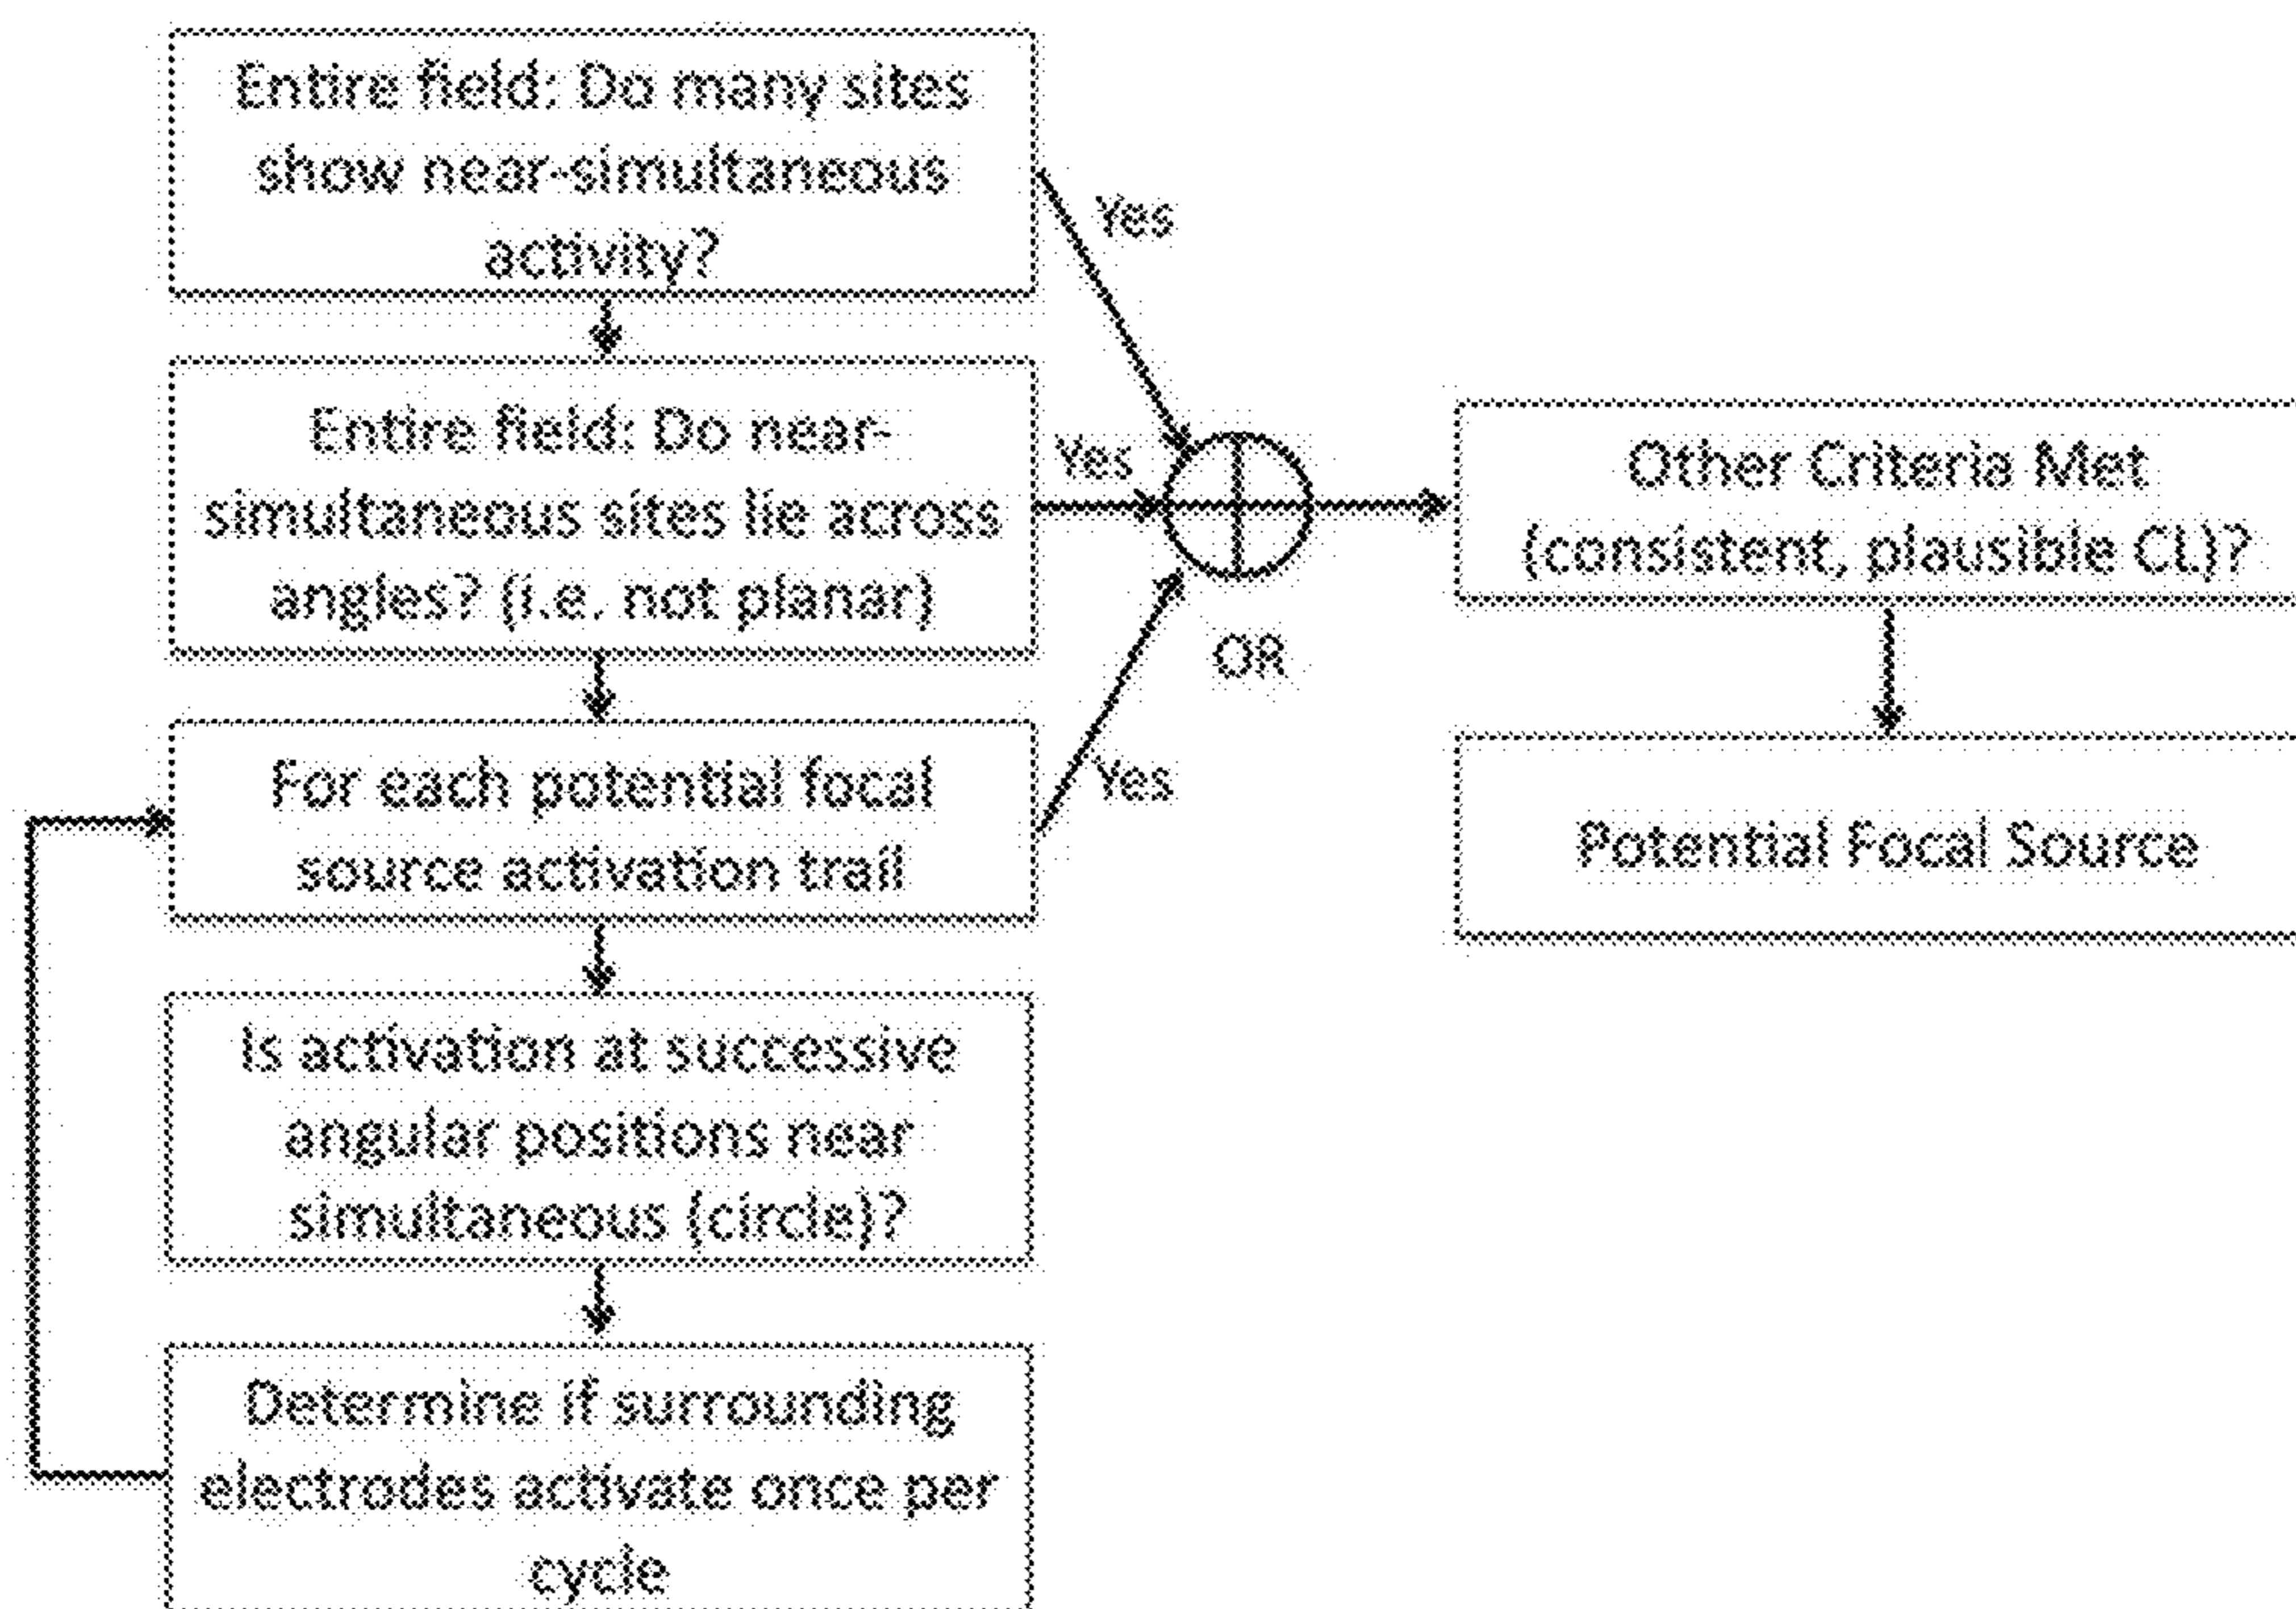 Entire field: Do many sites
show near-simultaneous
activity?
Yes
Entire field: Do near-
simultaneous sites lie across
angles? (i.e. not planar)
Yes
OR
Other Criteria Met
(consistent, plausible CL)?
For each potential focal
source activation trail
Yes
Potential Focal Source
Is activation at successive
angular positions near
simultaneous (circle)?
Determine if surrounding
electrodes activate once per
cycle